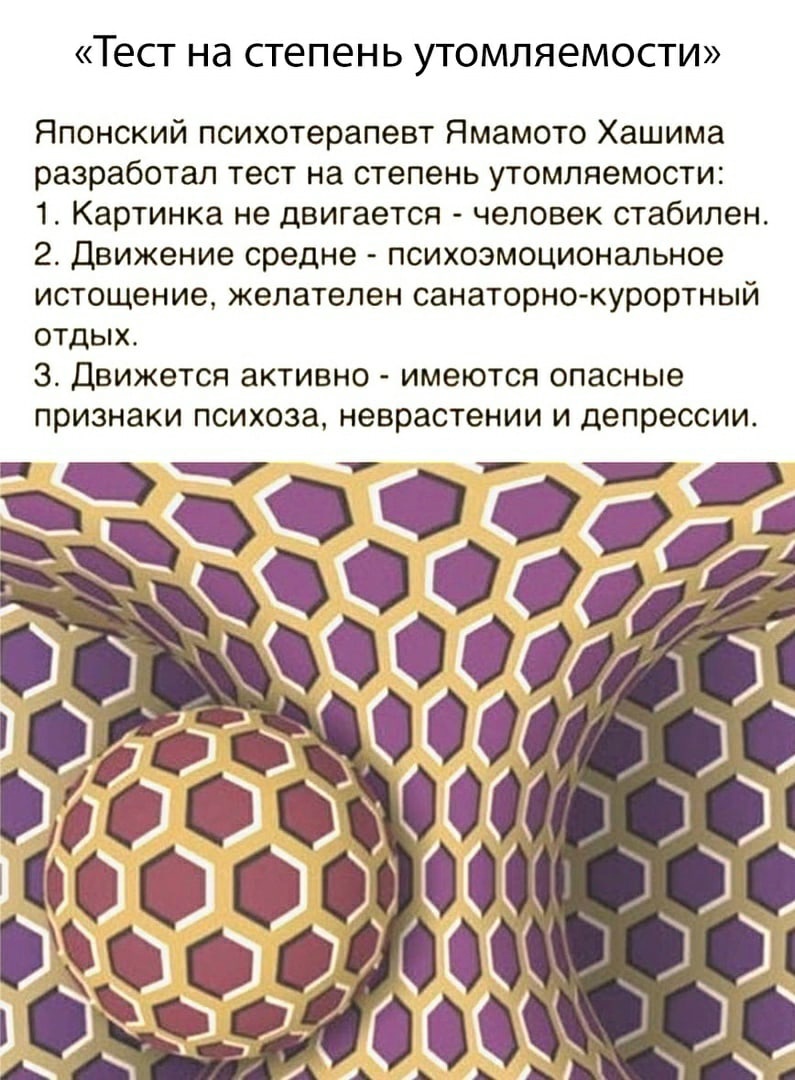 «Тест на степень утомляемости»
Японский психотерапевт Ямамото Хашима
разработал тест на степень утомляемости:
1. Картинка не двигается - человек стабилен.
2. Движение средне - психоэмоциональное
истощение, желателен санаторно-курортный
отдых.
3. Движется активно - имеются опасные
признаки психоза, неврастении и депрессии.